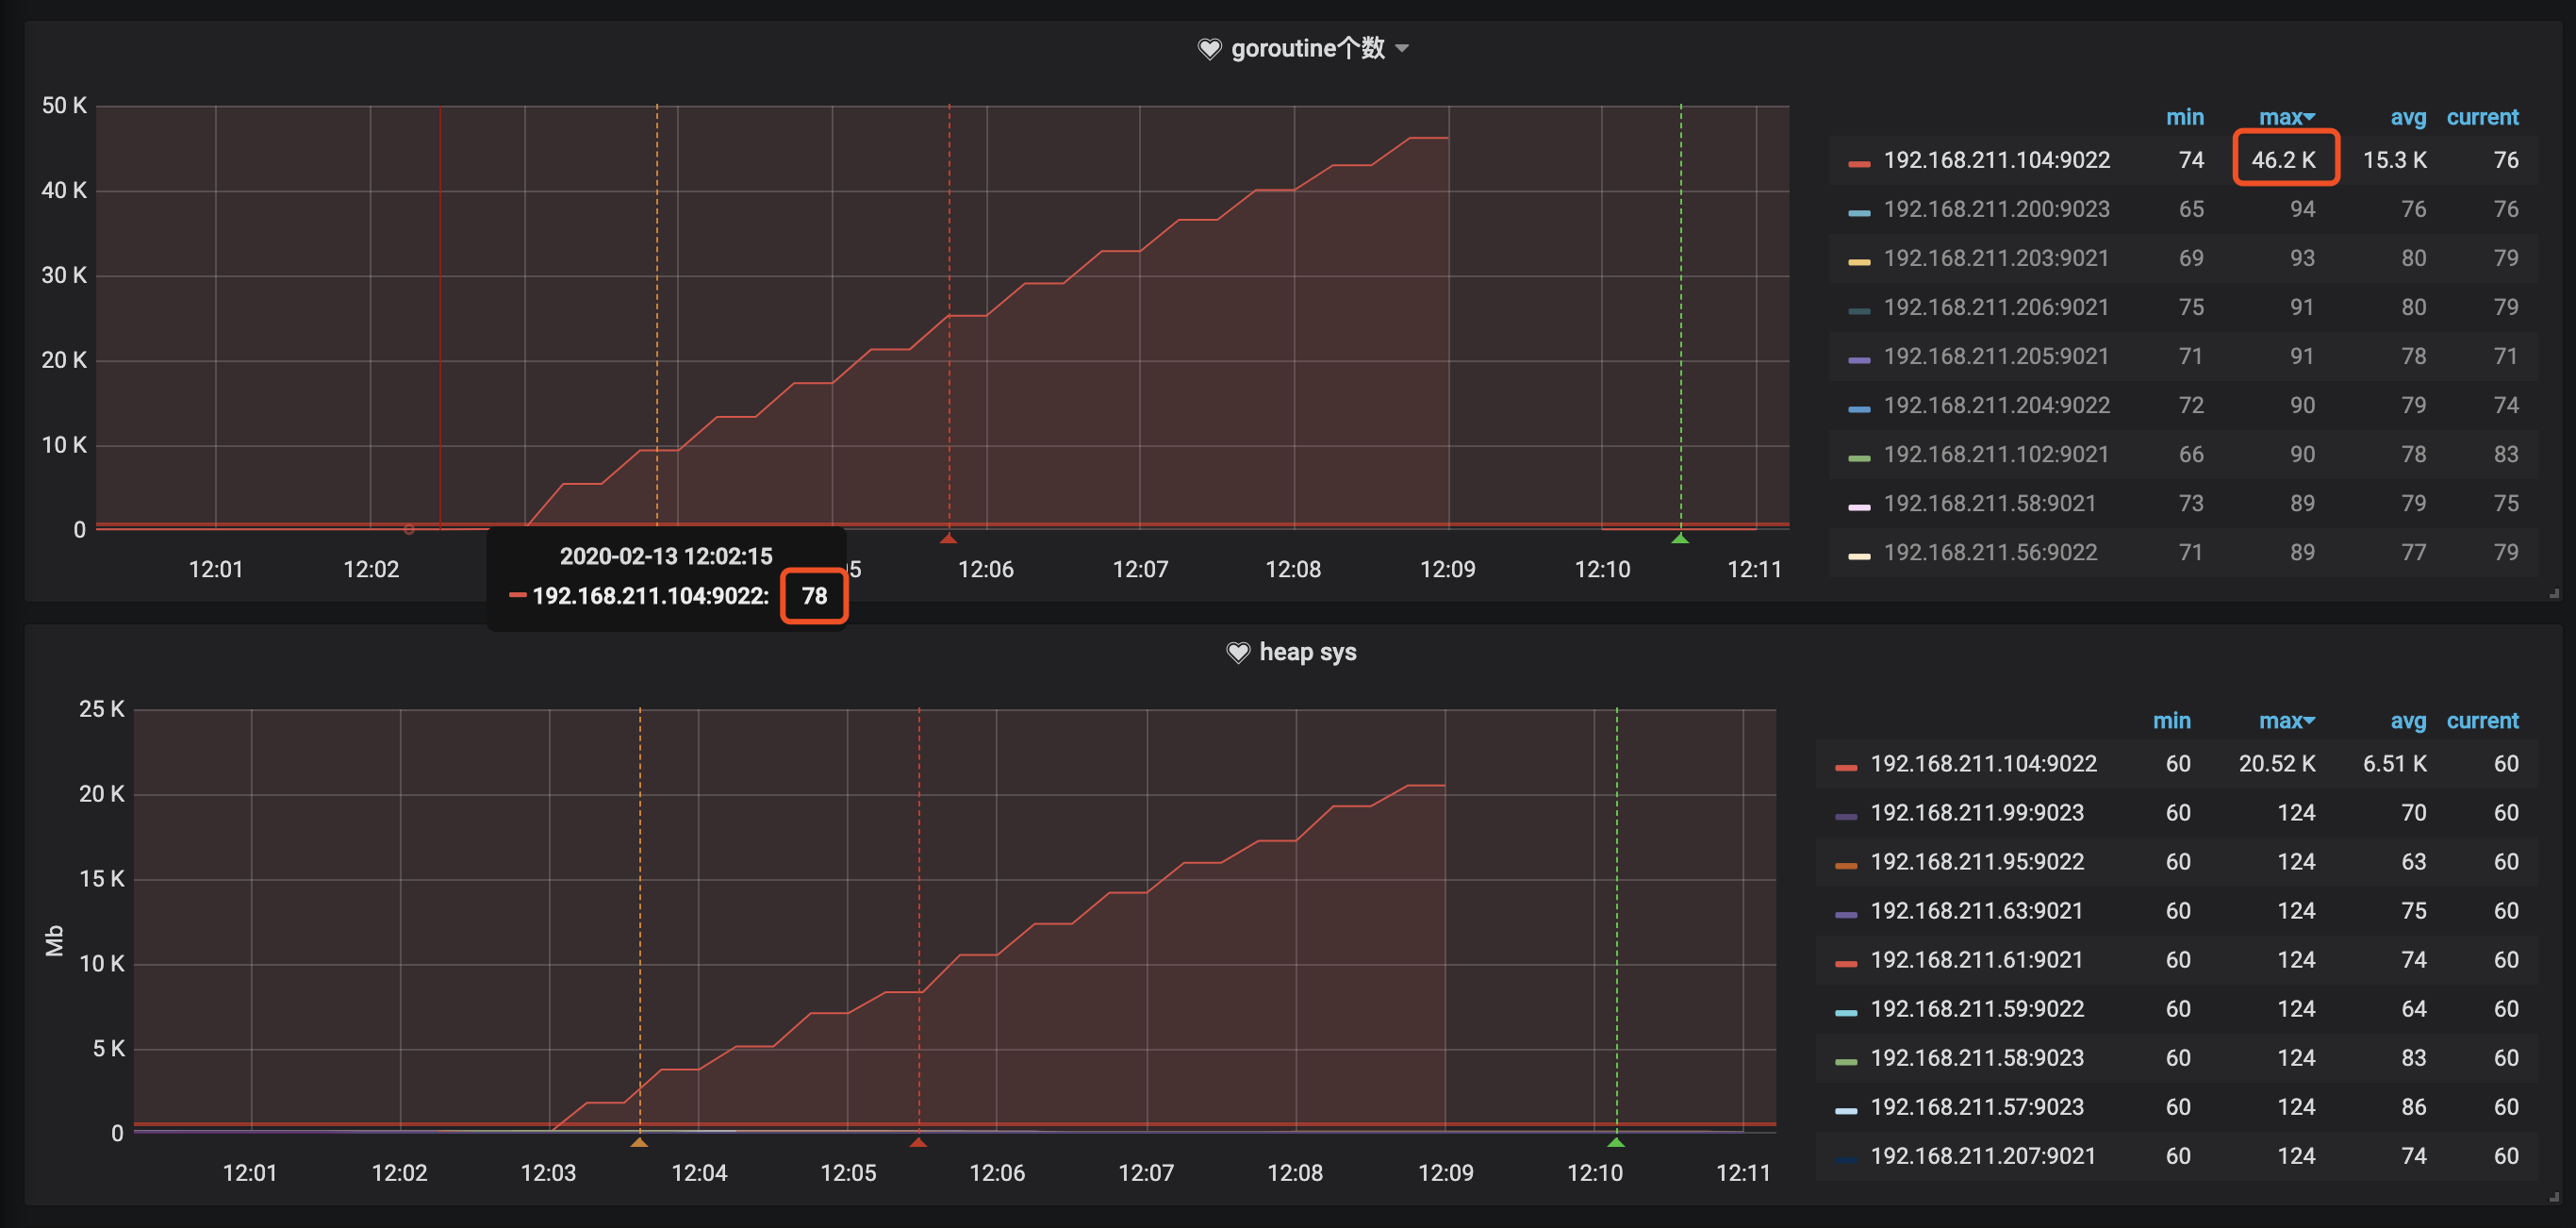 goroutine个数
50 K
40 K
30 K
20 K
10 K
0
12:01
12:02
5
12:06
12:07
12:08
12:09
12:10
12:11
2020-02-13 12:02:15
192.168.211.104:9022: 78
min max avg current
192.168.211.104:9022 74 46.2 K 15.3 K 76
192.168.211.200:9023 65 94 76 76
192.168.211.203:9021 69 93 80 79
192.168.211.206:9021 75 91 80 79
192.168.211.205:9021 71 91 78 71
192.168.211.204:9022 72 90 79 74
192.168.211.102:9021 66 90 78 83
192.168.211.58:9021 73 89 79 75
192.168.211.56:9022 71 89 77 79
heap sys
25 K
20 K
15 K
10 K
5 K
0
Mb
12:01
12:02
12:03
12:04
12:05
12:06
12:07
12:08
12:09
12:10
12:11
min max avg current
192.168.211.104:9022 60 20.52 K 6.51 K 60
192.168.211.99:9023 60 124 70 60
192.168.211.95:9022 60 124 63 60
192.168.211.63:9021 60 124 75 60
192.168.211.61:9021 60 124 74 60
192.168.211.59:9022 60 124 64 60
192.168.211.58:9023 60 124 83 60
192.168.211.57:9023 60 124 86 60
192.168.211.207:9021 60 124 74 60